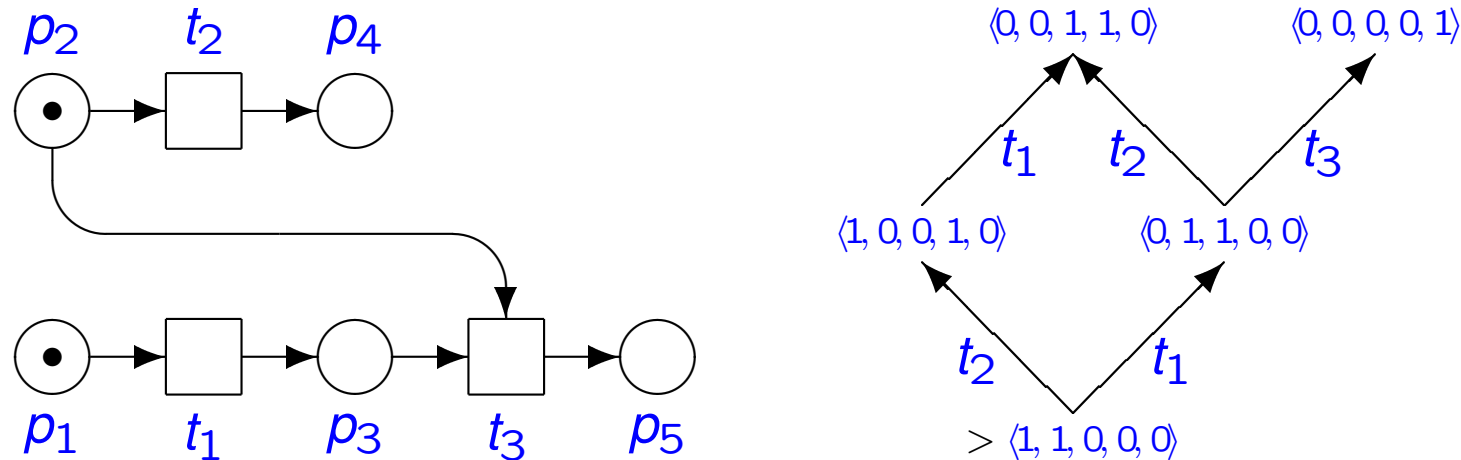 p2 t2 p4
p1 t1 p3 t3 p5
⟨0, 0, 1, 1, 0⟩ ⟨0, 0, 0, 0, 1⟩
t1 t2 t3
⟨1, 0, 0, 1, 0⟩ ⟨0, 1, 1, 0, 0⟩
t2 t1
> ⟨1, 1, 0, 0, 0⟩